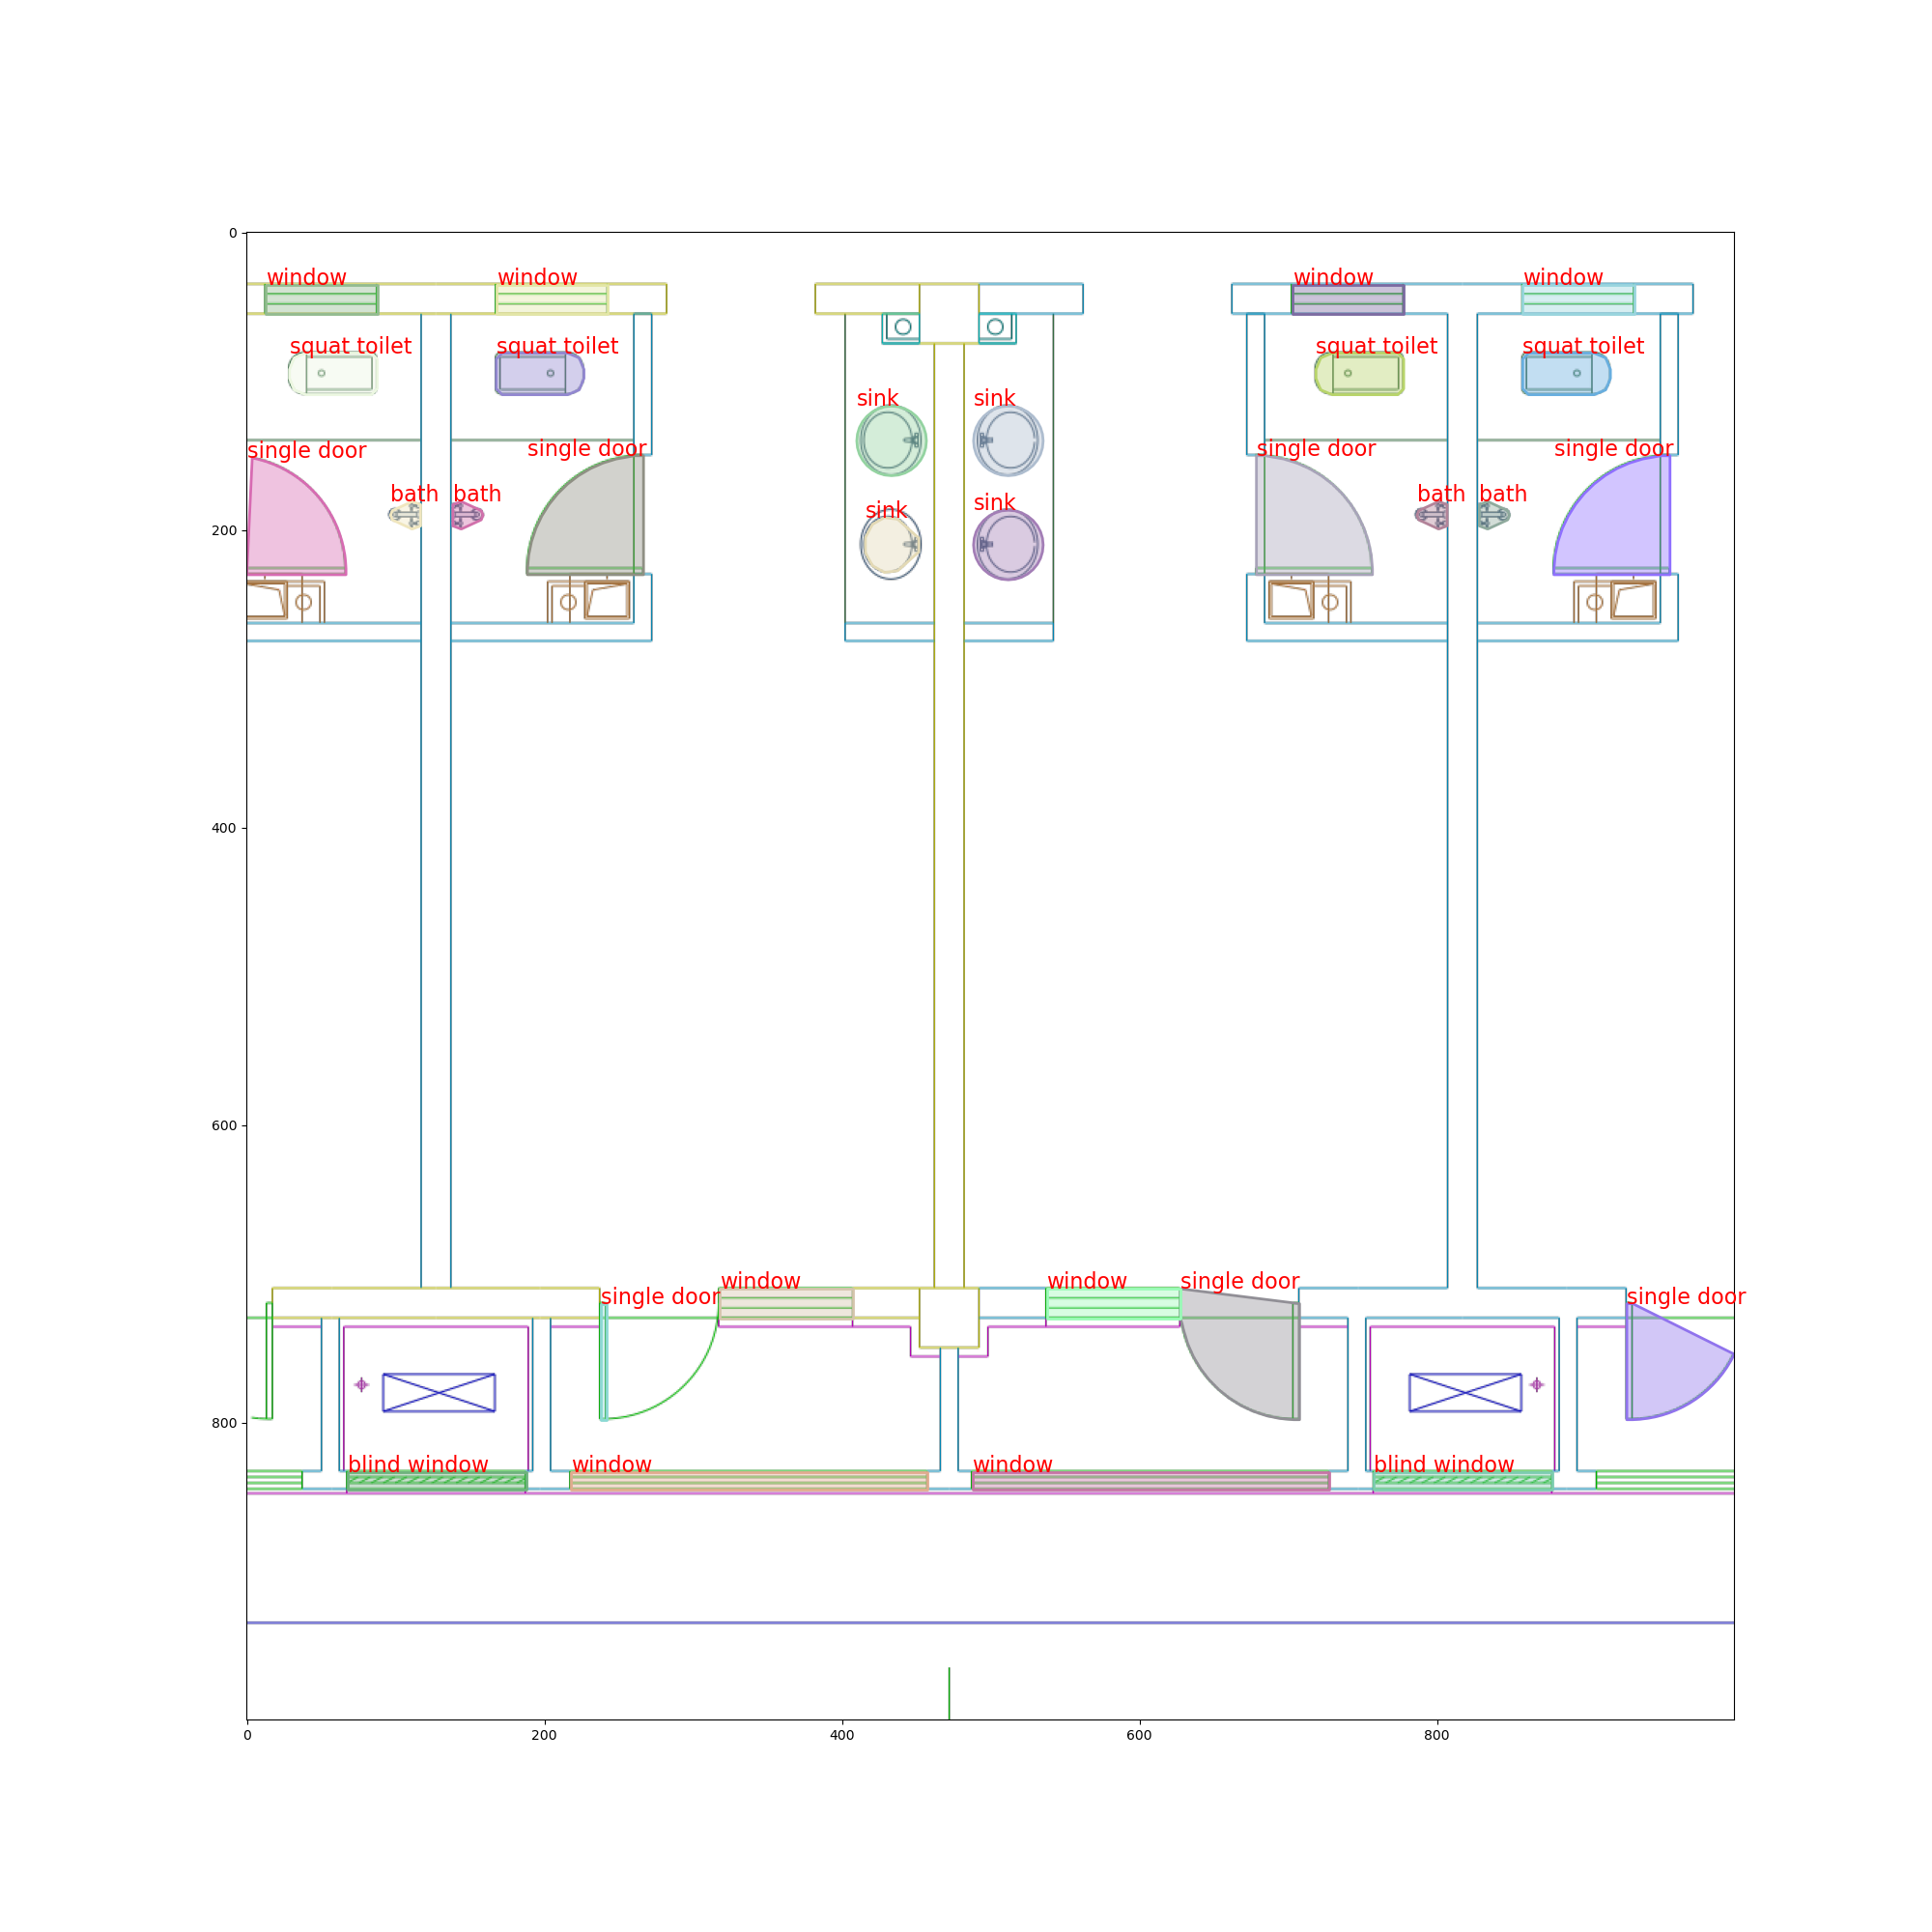 0
window window window window
squat toilet squat toilet squat toilet squat toilet
sink sink
single door single door single door single door
bath bath bath bath
sink sink
200
400
600
window window single door
single door single door
800
blind window window window blind window
0 200 400 600 800